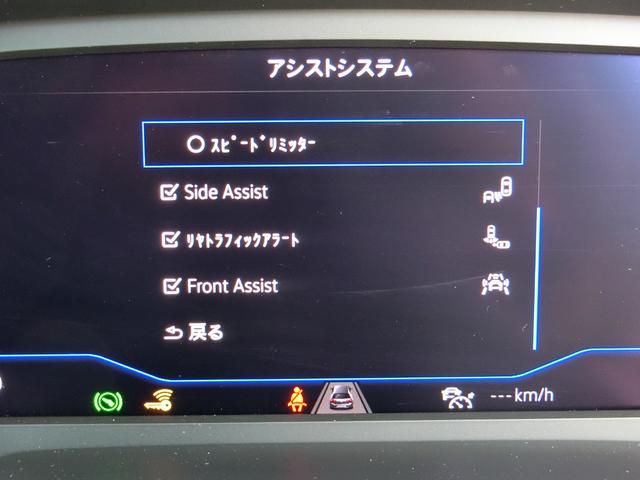 アシストシステム
スピードリミッター
Side Assist
リヤトラフィックアラート
Front Assist
戻る
---km/h